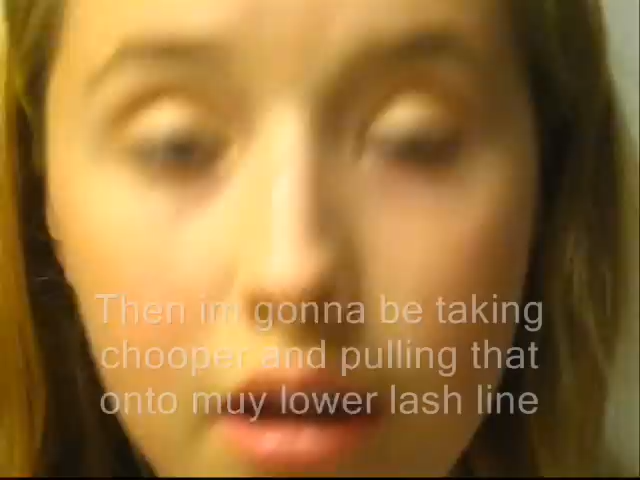 Then im gonna be taking
chooper and pulling that
onto muy lower lash line